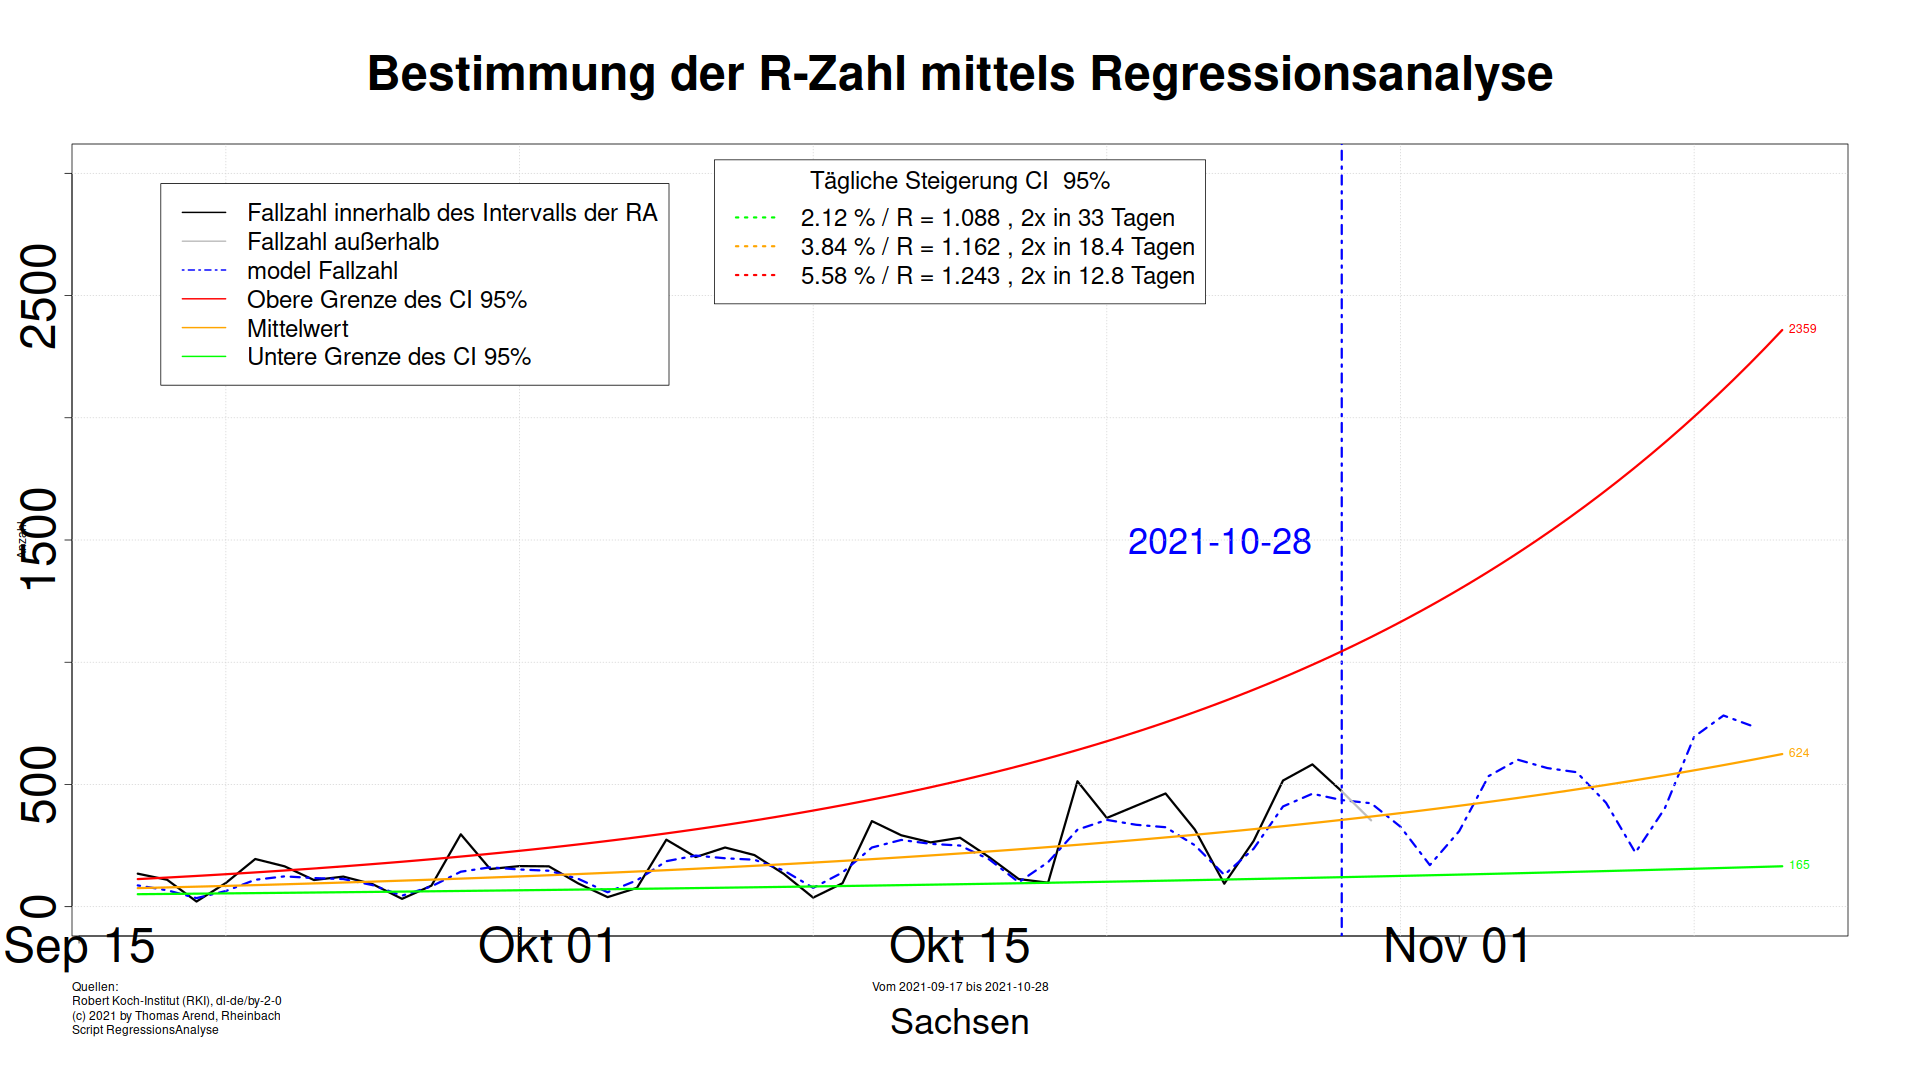 Bestimmung der R-Zahl mittels Regressionsanalyse
Fallzahl innerhalb des Intervalls der RA
Fallzahl außerhalb
model Fallzahl
Obere Grenze des CI 95%
Mittelwert
Untere Grenze des CI 95%
Tägliche Steigerung CI  95%
2.12 % / R = 1.088 , 2x in 33 Tagen
3.84 % / R = 1.162 , 2x in 18.4 Tagen
5.58 % / R = 1.243 , 2x in 12.8 Tagen
2500
1500
500
0
Anzahl
2021-10-28
2359
624
165
Sep 15
Okt 01
Okt 15
Nov 01
Quellen:
Robert Koch-Institut (RKI), dl-de/by-2-0
(c) 2021 by Thomas Arend, Rheinbach
Script RegressionsAnalyse
Vom 2021-09-17 bis 2021-10-28
Sachsen